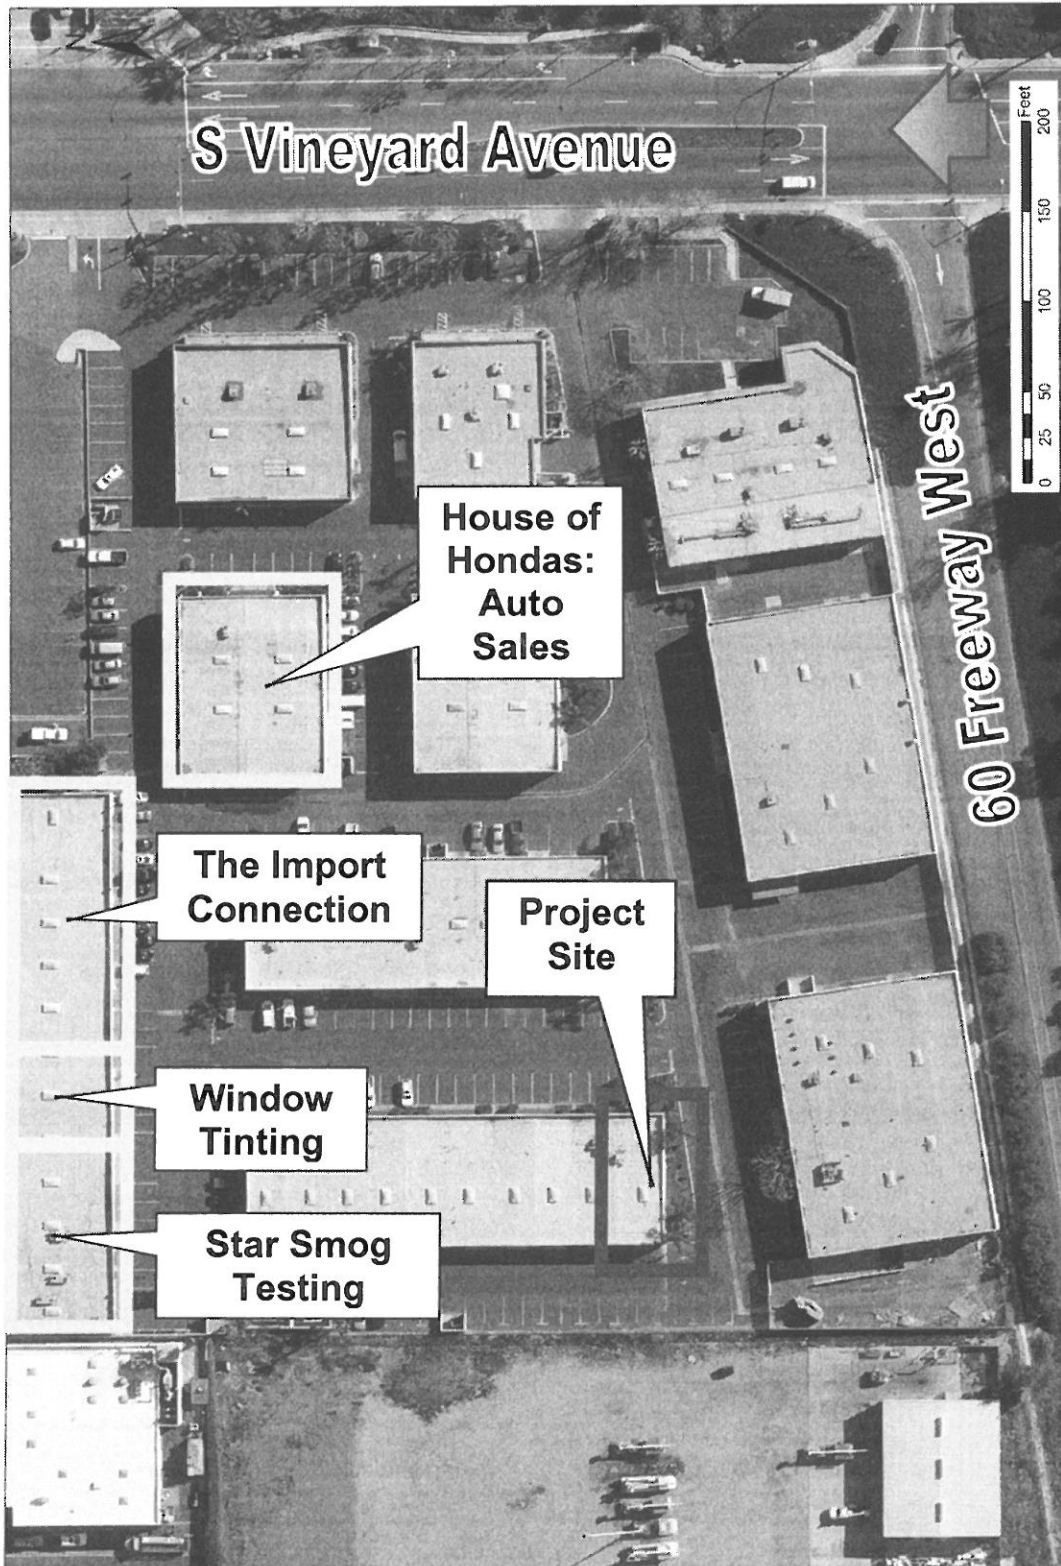 S Vineyard Avenue
Feet
200
150
100
50
25
0
60 Freeway West
House of
Hondas:
Auto
Sales
The Import
Connection
Project
Site
Window
Tinting
Star Smog
Testing